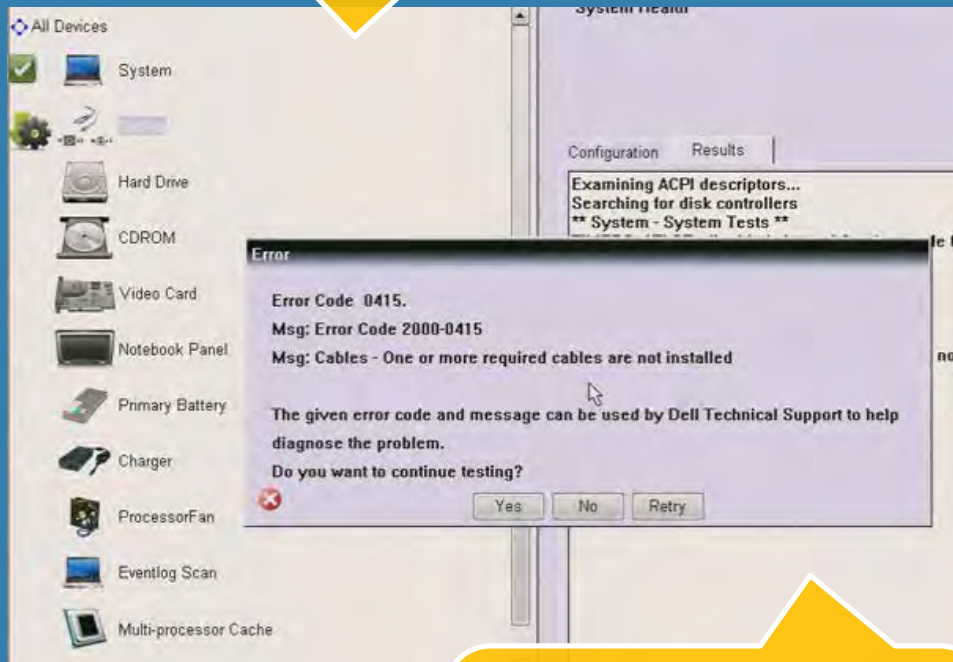 All Devices
System
Hard Drive
CDROM
Video Card
Notebook Panel
Primary Battery
Charger
ProcessorFan
Eventlog Scan
Multi-processor Cache
Configuration
Results
Examining ACPI descriptors...
Searching for disk controllers
** System - System Tests **
Error
Error Code 0415.
Msg: Error Code 2000-0415
Msg: Cables - One or more required cables are not installed
The given error code and message can be used by Dell Technical Support to help
diagnose the problem.
Do you want to continue testing?
Yes
No
Retry